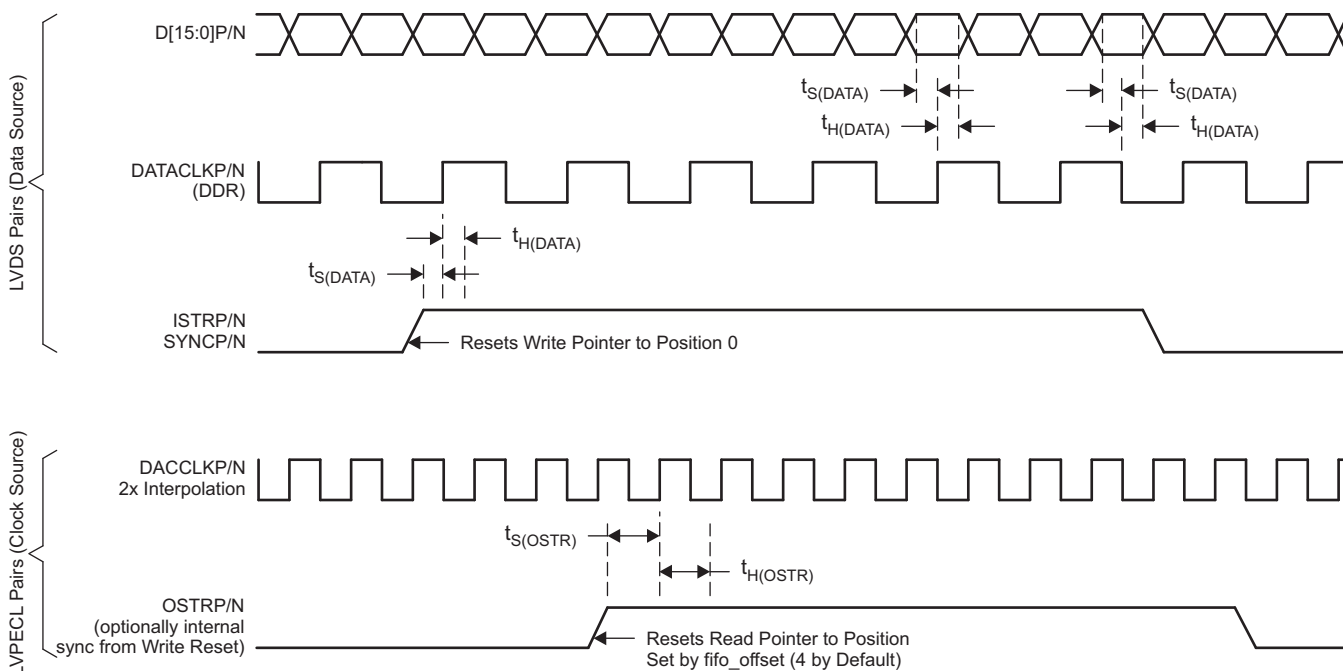 LVDS Pairs (Data Source)
D[15:0]P/N
tS(DATA)
tS(DATA)
tH(DATA)
tH(DATA)
DATACLKP/N
(DDR)
tH(DATA)
tS(DATA)
ISTRP/N
SYNCP/N
Resets Write Pointer to Position 0
LVPECL Pairs (Clock Source)
DACCLKP/N
2x Interpolation
tS(OSTR)
tH(OSTR)
OSTRP/N
(optionally internal
sync from Write Reset)
Resets Read Pointer to Position
Set by fifo_offset (4 by Default)